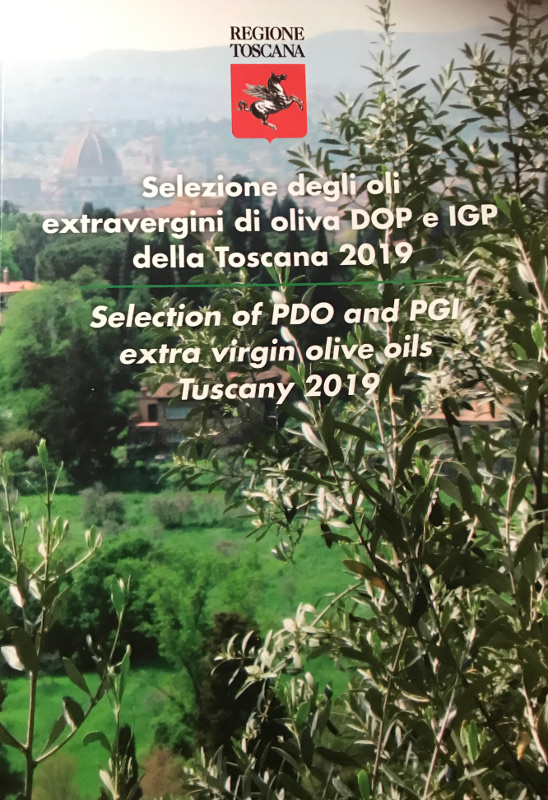 REGIONE
TOSCANA
Selezione degli oli
extravergini di oliva DOP e IGP
della Toscana 2019
Selection of PDO and PGI
extra virgin olive oils
Tuscany 2019